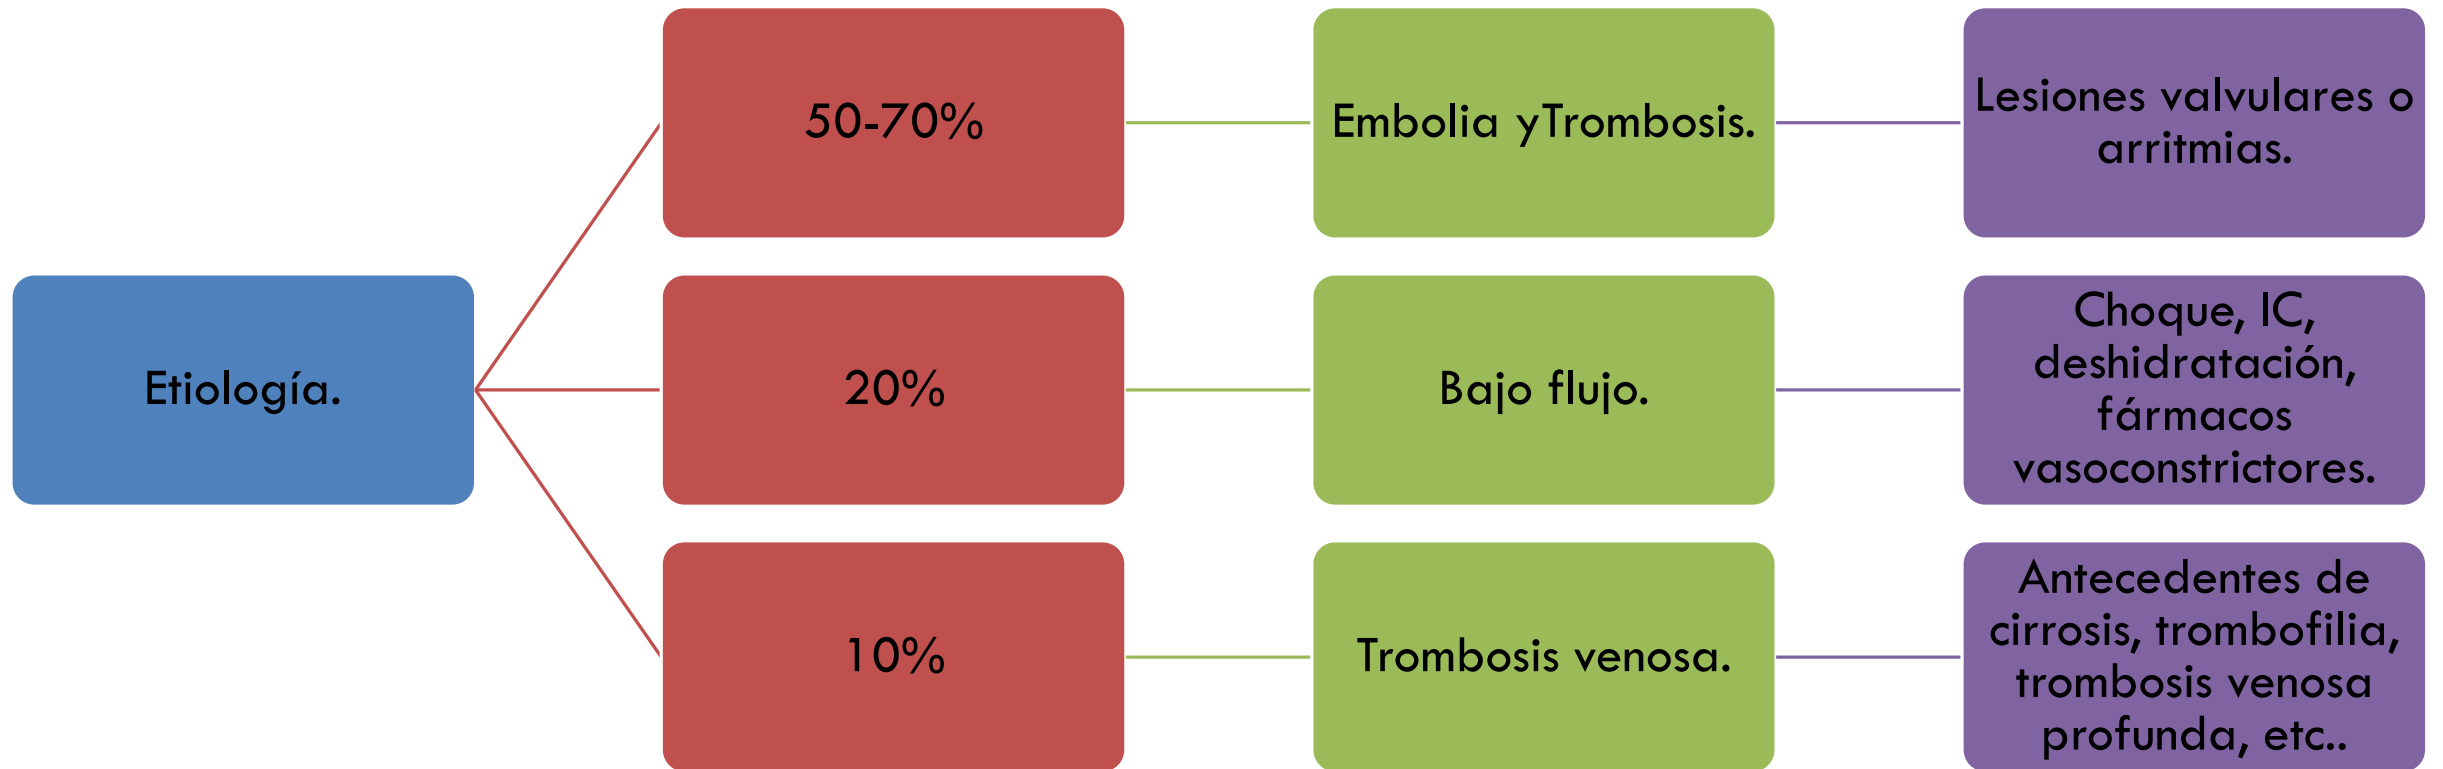 Etiología.
50-70%
Embolia yTrombosis.
Lesiones valvulares o
arritmias.
20%
Bajo flujo.
Choque, IC,
deshidratación,
fármacos
vasoconstrictores.
10%
Trombosis venosa.
Antecedentes de
cirrosis, trombofilia,
trombosis venosa
profunda, etc..